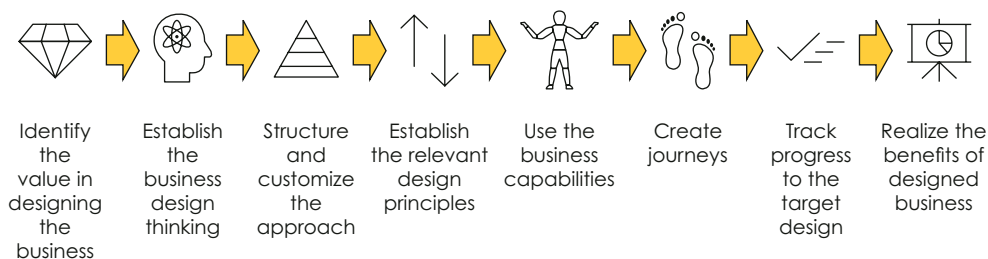 Identify
the
value in
designing
the
business
Establish
the
business
design
thinking
Structure
and
customize
the
approach
Establish
the relevant
design
principles
Use the
business
capabilities
Create
journeys
Track
progress
to the
target
design
Realize the
benefits of
designed
business